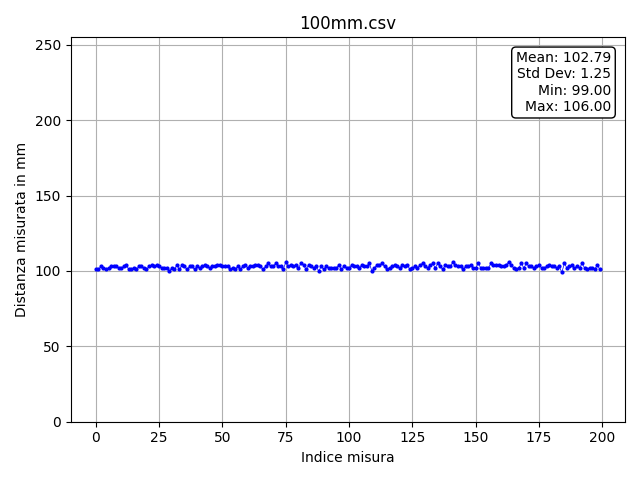 100mm.csv
Mean: 102.79
Std Dev: 1.25
Min: 99.00
Max: 106.00
Distanza misurata in mm
250
200
150
100
50
0
0 25 50 75 100 125 150 175 200
Indice misura